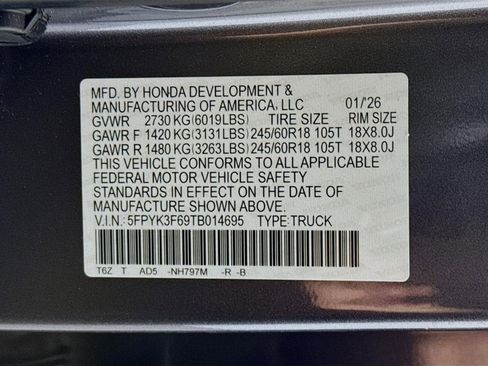 MFD. BY HONDA DEVELOPMENT &
MANUFACTURING OF AMERICA, LLC 01/'26
GVWR 2730 KG(6019LBS) TIRE SIZE RIM SIZE
GAWR F 1420 KG(3131LBS) 245/60R18 105T 18X8.0J
GAWR R 1480 KG(3263LBS) 245/60R18 105T 18X8.0J
THIS VEHICLE CONFORMS TO ALL APPLICABLE
FEDERAL MOTOR VEHICLE SAFETY
STANDARDS IN EFFECT ON THE DATE OF
MANUFACTURE SHOWN ABOVE.
V.I.N.: 5FPYK3F69TB014695 TYPE:TRUCK
T6Z T AD5 -NH797M -R -B